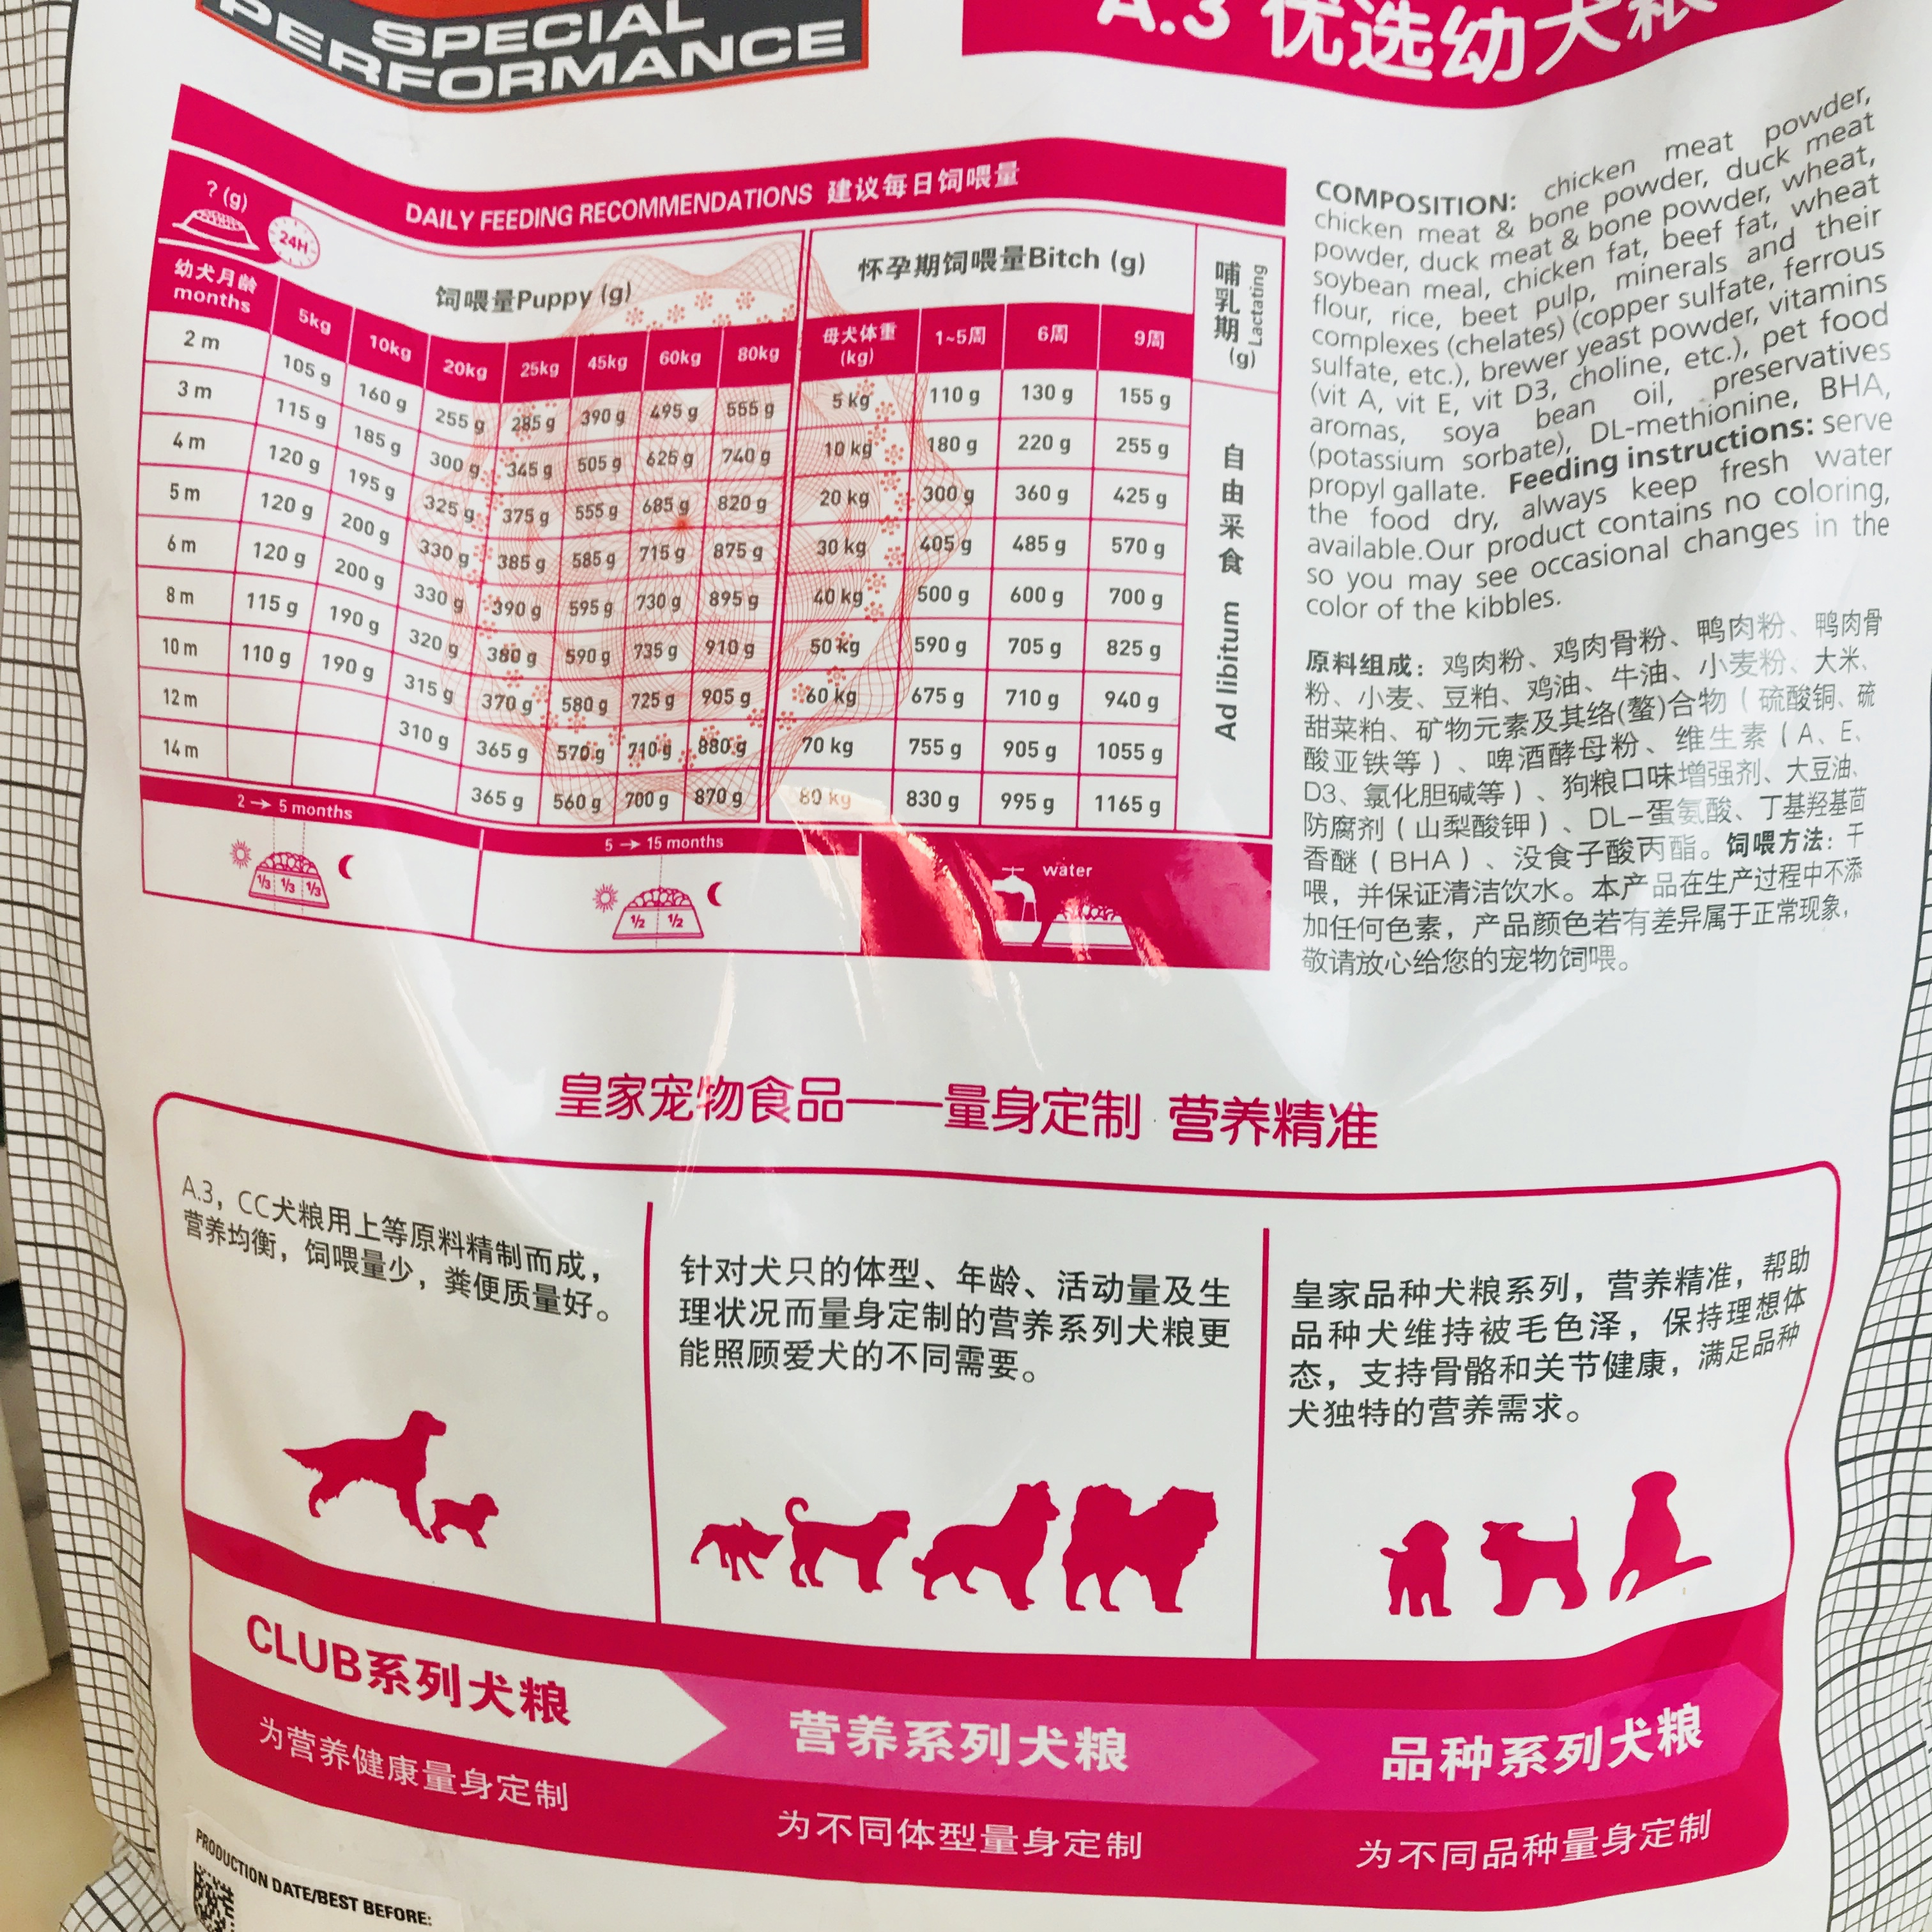 SPECIAL
PERFORMANCE
A.3 优选幼犬粮
DAILY FEEDING RECOMMENDATIONS 建议每日饲喂量
? (g)
24H
幼犬月龄
months
饲喂量Puppy (g)
5kg 10kg 20kg 25kg 45kg 60kg 80kg
2 m 105 g 160 g 255 g 285 g 390 g 495 g 555 g
3 m 115 g 185 g 300 g 345 g 505 g 625 g 740 g
4 m 120 g 195 g 325 g 375 g 555 g 685 g 820 g
5 m 120 g 200 g 330 g 385 g 585 g 715 g 875 g
6 m 120 g 200 g 330 g 390 g 595 g 730 g 895 g
8 m 115 g 190 g 320 g 380 g 590 g 735 g 910 g
10 m 110 g 190 g 315 g 370 g 580 g 725 g 905 g
12 m 310 g 365 g 570 g 710 g 880 g
14 m 365 g 560 g 700 g 870 g
怀孕期饲喂量Bitch (g)
母犬体重
(kg)
1~5周 6周 9周
5 kg 110 g 130 g 155 g
10 kg 180 g 220 g 255 g
20 kg 300 g 360 g 425 g
30 kg 405 g 485 g 570 g
40 kg 500 g 600 g 700 g
50 kg 590 g 705 g 825 g
60 kg 675 g 710 g 940 g
70 kg 755 g 905 g 1055 g
80 kg 830 g 995 g 1165 g
哺乳期 Lactating
(g)
自由采食 Ad libitum
2 → 5 months
1/3 1/3 1/3
5 → 15 months
1/2 1/2
water
COMPOSITION: chicken meat powder,
chicken meat & bone powder, duck meat
powder, duck meat & bone powder, wheat,
soybean meal, chicken fat, beef fat, wheat
flour, rice, beet pulp, minerals and their
complexes (chelates) (copper sulfate, ferrous
sulfate, etc.), brewer yeast powder, vitamins
(vit A, vit E, vit D3, choline, etc.), pet food
aromas, soya bean oil, preservatives
(potassium sorbate), DL-methionine, BHA,
propyl gallate. Feeding instructions: serve
the food dry, always keep fresh water
available.Our product contains no coloring,
so you may see occasional changes in the
color of the kibbles.
原料组成：鸡肉粉、鸡肉骨粉、鸭肉粉、鸭肉骨
粉、小麦、豆粕、鸡油、牛油、小麦粉、大米、
甜菜粕、矿物元素及其络(螯)合物（硫酸铜、硫
酸亚铁等）、啤酒酵母粉、维生素（A、E、
D3、氯化胆碱等）、狗粮口味增强剂、大豆油、
防腐剂（山梨酸钾）、DL-蛋氨酸、丁基羟基茴
香醚（BHA）、没食子酸丙酯。饲喂方法：干
喂，并保证清洁饮水。本产品在生产过程中不添
加任何色素，产品颜色若有差异属于正常现象，
敬请放心给您的宠物饲喂。
皇家宠物食品——量身定制 营养精准
A.3，CC犬粮用上等原料精制而成，
营养均衡，饲喂量少，粪便质量好。
针对犬只的体型、年龄、活动量及生
理状况而量身定制的营养系列犬粮更
能照顾爱犬的不同需要。
皇家品种犬粮系列，营养精准，帮助
品种犬维持被毛色泽，保持理想体
态，支持骨骼和关节健康，满足品种
犬独特的营养需求。
CLUB系列犬粮
为营养健康量身定制
营养系列犬粮
为不同体型量身定制
品种系列犬粮
为不同品种量身定制
PRODUCTION DATE/BEST BEFORE: